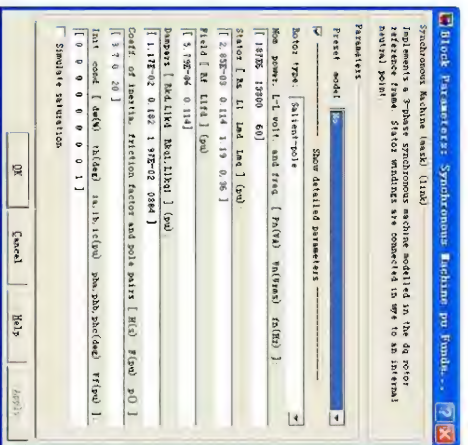 Block Parameters: Synchronous Machine pu Funda...
Synchronous Machine (mask) (link)
Implements a 3-phase synchronous machine modelled in the dq rotor
reference frame. Stator windings are connected in wye to an internal
neutral point.
Parameters
Preset model: No
Show detailed parameters
Rotor type: Salient-pole
Nom. power, L-L volt. and freq. [ Pn(VA) Vn(Vrms) fn(Hz) ]
[ 187E6 13800 60]
Stator [ Rs Ll Lmd Lmq ] (pu)
[ 2.85E-03 0.114 1.19 0.36 ]
Field [ Rf Llfd ] (pu)
[ 5.79E-04 0.114]
Dampers [ Rkd,Llkd Rkq1,Llkq1 ] (pu)
[ 1.17E-02 0.182 1.97E-02 0.084 ]
Coeff. of inertia, friction factor and pole pairs [ H(s) F(pu) p() ]
[ 3.7 0 20 ]
Init. cond. [ dw(%) th(deg) ia,ib,ic(pu) pha,phb,phc(deg) Vf(pu) ]:
[ 0 0 0 0 0 0 0 0 1 ]
Simulate saturation
OK
Cancel
Help
Apply